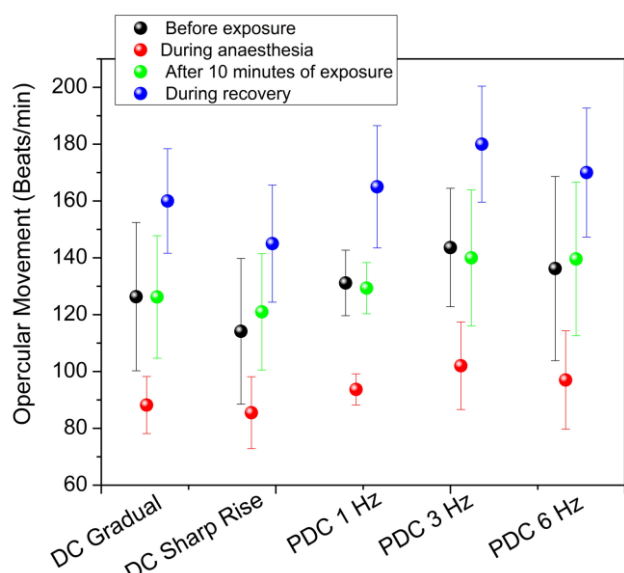 Before exposure
During anaesthesia
After 10 minutes of exposure
During recovery
Opercular Movement (Beats/min)
200
180
160
140
120
100
80
60
DC Gradual
DC Sharp Rise
PDC 1 Hz
PDC 3 Hz
PDC 6 Hz